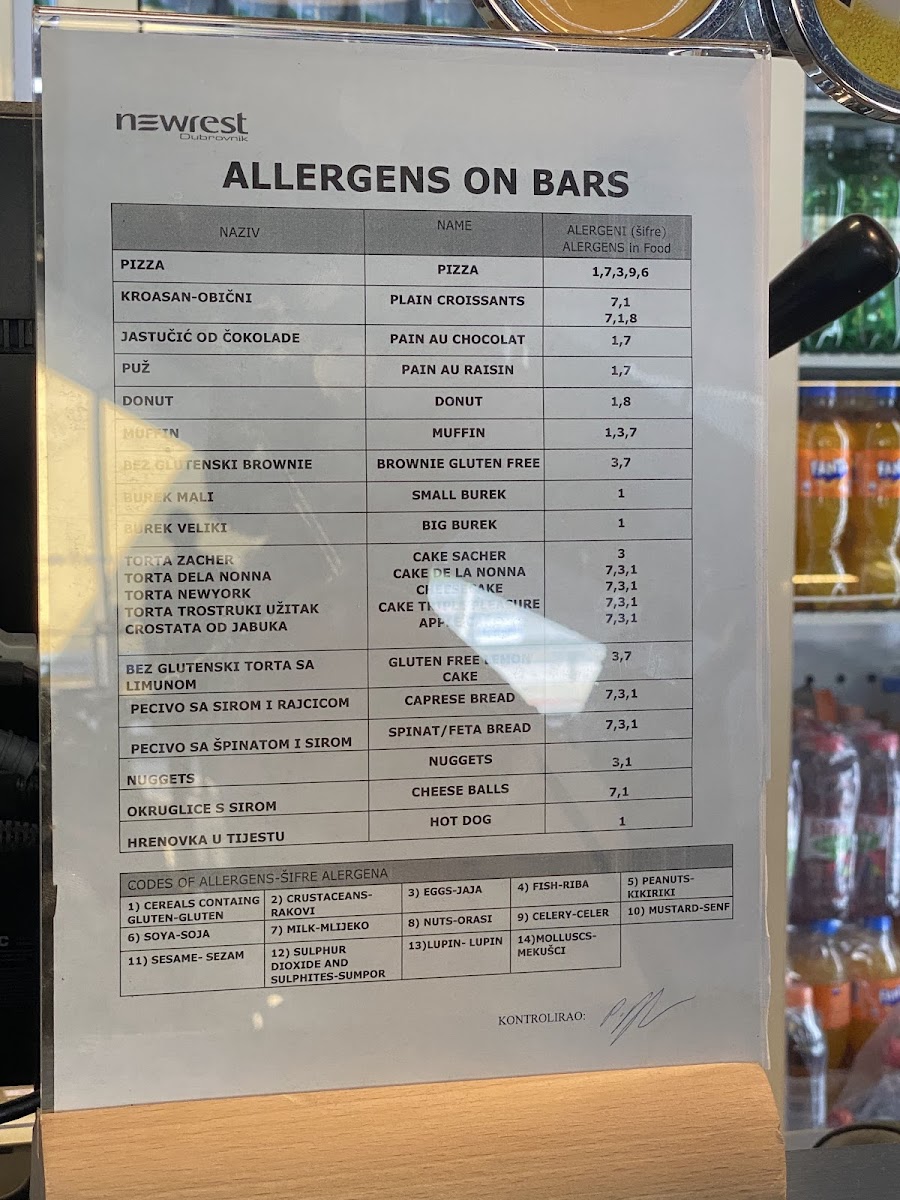 newrest
Dubrovnik
ALLERGENS ON BARS
NAZIV NAME ALERGENI (šifre)
ALERGENS in Food
PIZZA PIZZA 1,7,3,9,6
KROASAN-OBIČNI PLAIN CROISSANTS 7,1
7,1,8
JASTUČIĆ OD ČOKOLADE PAIN AU CHOCOLAT 1,7
PUŽ PAIN AU RAISIN 1,7
DONUT DONUT 1,8
MUFFIN MUFFIN 1,3,7
BEZ GLUTENSKI BROWNIE BROWNIE GLUTEN FREE 3,7
BUREK MALI SMALL BUREK 1
BUREK VELIKI BIG BUREK 1
TORTA ZACHER CAKE SACHER 3
TORTA DELA NONNA CAKE DE LA NONNA 7,3,1
TORTA NEWYORK CHEESECAKE 7,3,1
TORTA TROSTRUKI UŽITAK CAKE TRIPLE PLEASURE 7,3,1
CROSTATA OD JABUKA 7,3,1
BEZ GLUTENSKI TORTA SA GLUTEN FREE LEMON 3,7
LIMUNOM CAKE
PECIVO SA SIROM I RAJCICOM CAPRESE BREAD 7,3,1
PECIVO SA ŠPINATOM I SIROM SPINAT/FETA BREAD 7,3,1
NUGGETS NUGGETS 3,1
OKRUGLICE S SIROM CHEESE BALLS 7,1
HRENOVKA U TIJESTU HOT DOG 1
CODES OF ALLERGENS-ŠIFRE ALERGENA
1) CEREALS CONTAING
GLUTEN-GLUTEN
2) CRUSTACEANS-
RAKOVI
3) EGGS-JAJA
4) FISH-RIBA
5) PEANUTS-
KIKIRIKI
6) SOYA-SOJA
7) MILK-MLIJEKO
8) NUTS-ORASI
9) CELERY-CELER
10) MUSTARD-SENF
11) SESAME- SEZAM
12) SULPHUR
DIOXIDE AND
SULPHITES-SUMPOR
13)LUPIN- LUPIN
14)MOLLUSCS-
MEKUŠCI
KONTROLIRAO: